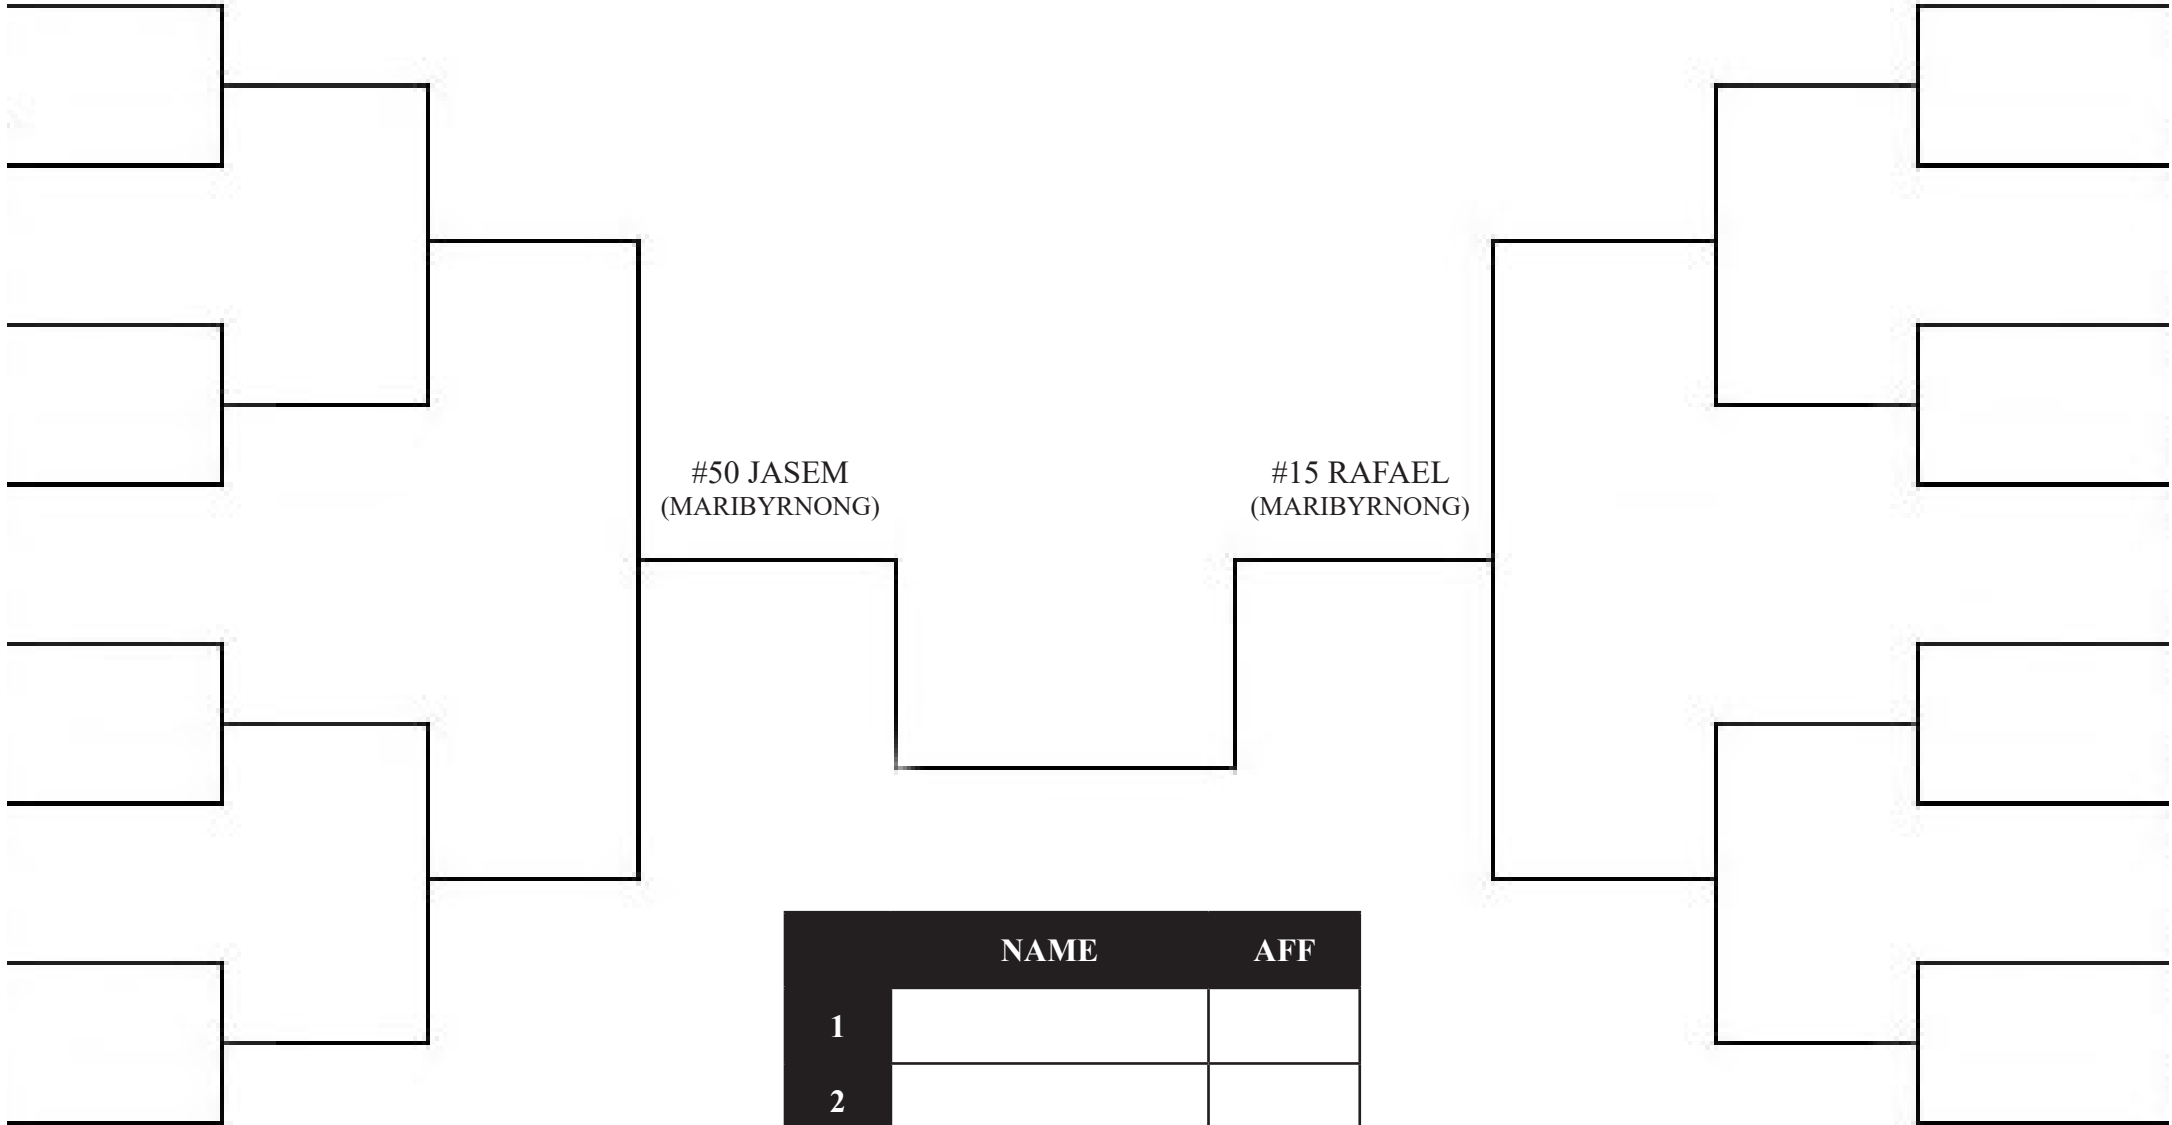 #50 JASEM
(MARIBYRNONG)
#15 RAFAEL
(MARIBYRNONG)
NAME AFF
1
2